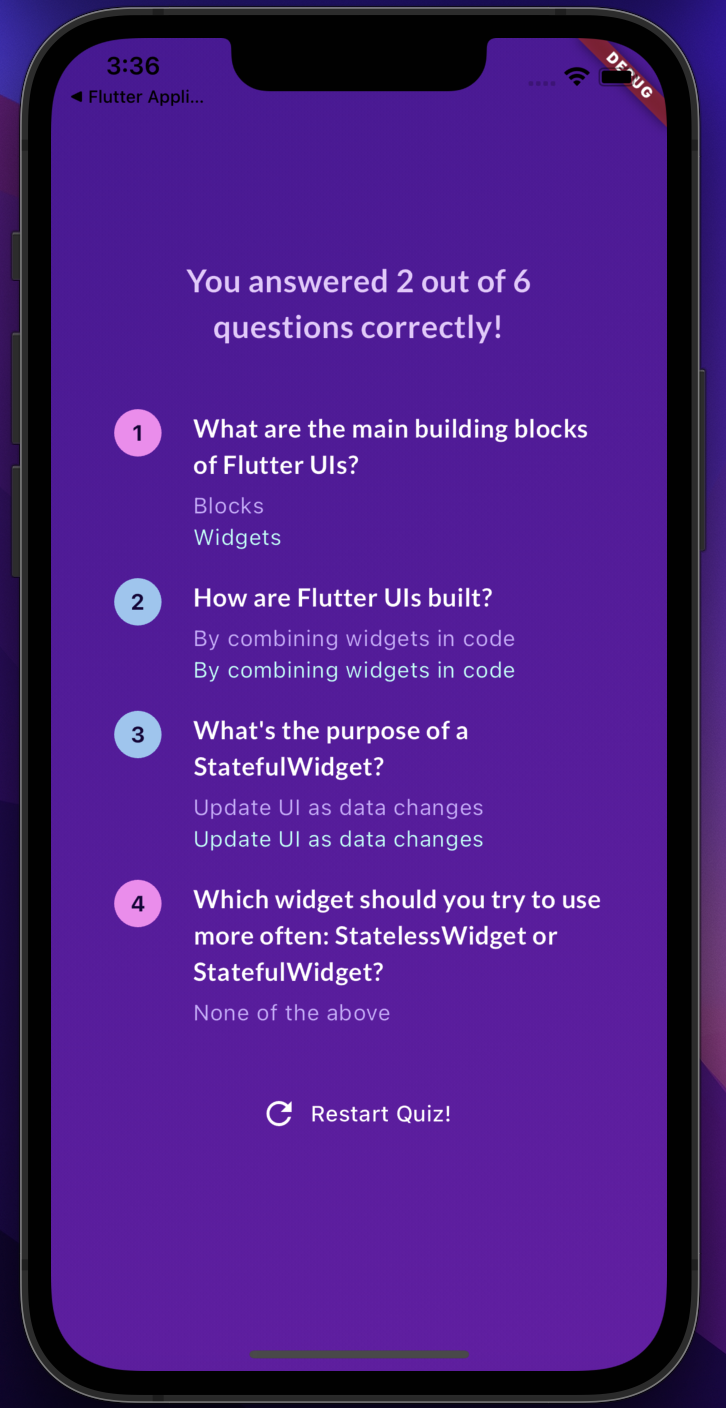 3:36
◀ Flutter Appli...
DEBUG
You answered 2 out of 6
questions correctly!
1
What are the main building blocks
of Flutter UIs?
Blocks
Widgets
2
How are Flutter UIs built?
By combining widgets in code
By combining widgets in code
3
What's the purpose of a
StatefulWidget?
Update UI as data changes
Update UI as data changes
4
Which widget should you try to use
more often: StatelessWidget or
StatefulWidget?
None of the above
Restart Quiz!